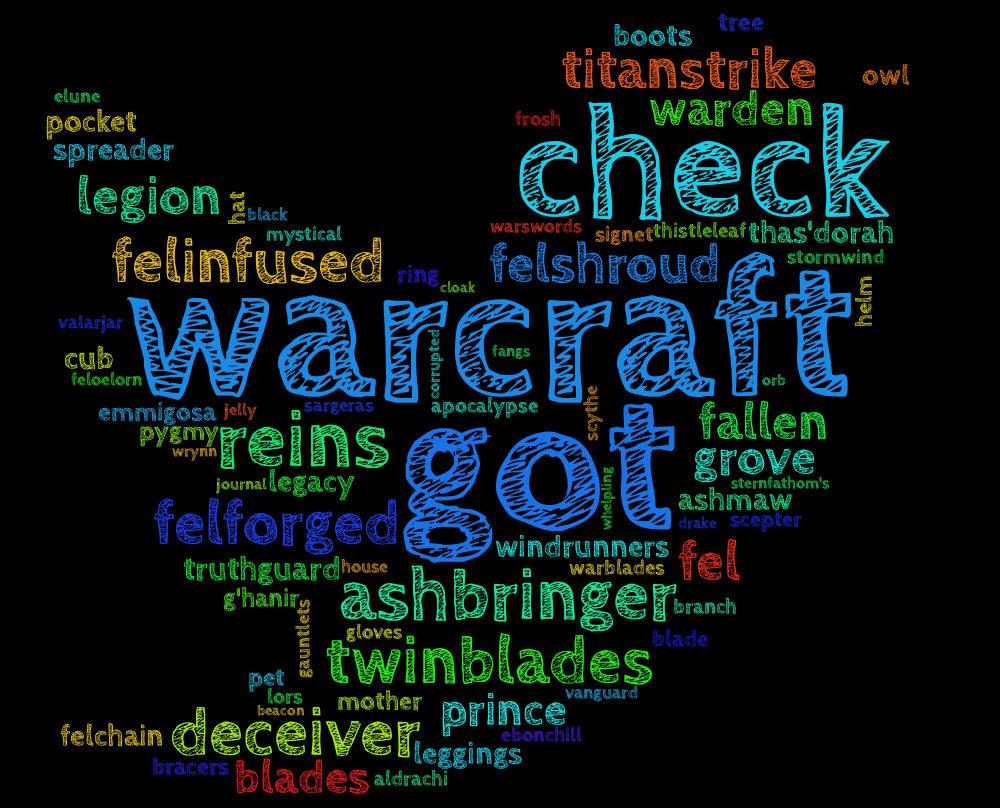 tree
boots
titanstrike
owl
elune
warden
pocket
frosh
check
spreader
legion
hat
black
mystical
warswords
signet
thistleleaf
thas'dorah
stormwind
felinfused
ring
cloak
felshroud
helm
warcraft
valarjar
cub
feloelorn
corrupted
fangs
orb
emmigosa
jelly
sargeras
apocalypse
scythe
fallen
pygmy
wrynn
reins
got
grove
journal
legacy
whelpling
sternfathom's
ashmaw
felforged
drake
scepter
windrunners
fel
truthguard
house
warblades
g'hanir
ashbringer
branch
gauntlets
gloves
twinblades
blade
pet
lors
mother
prince
vanguard
beacon
felchain
deceiver
ebonchill
leggings
bracers
blades
aldrachi